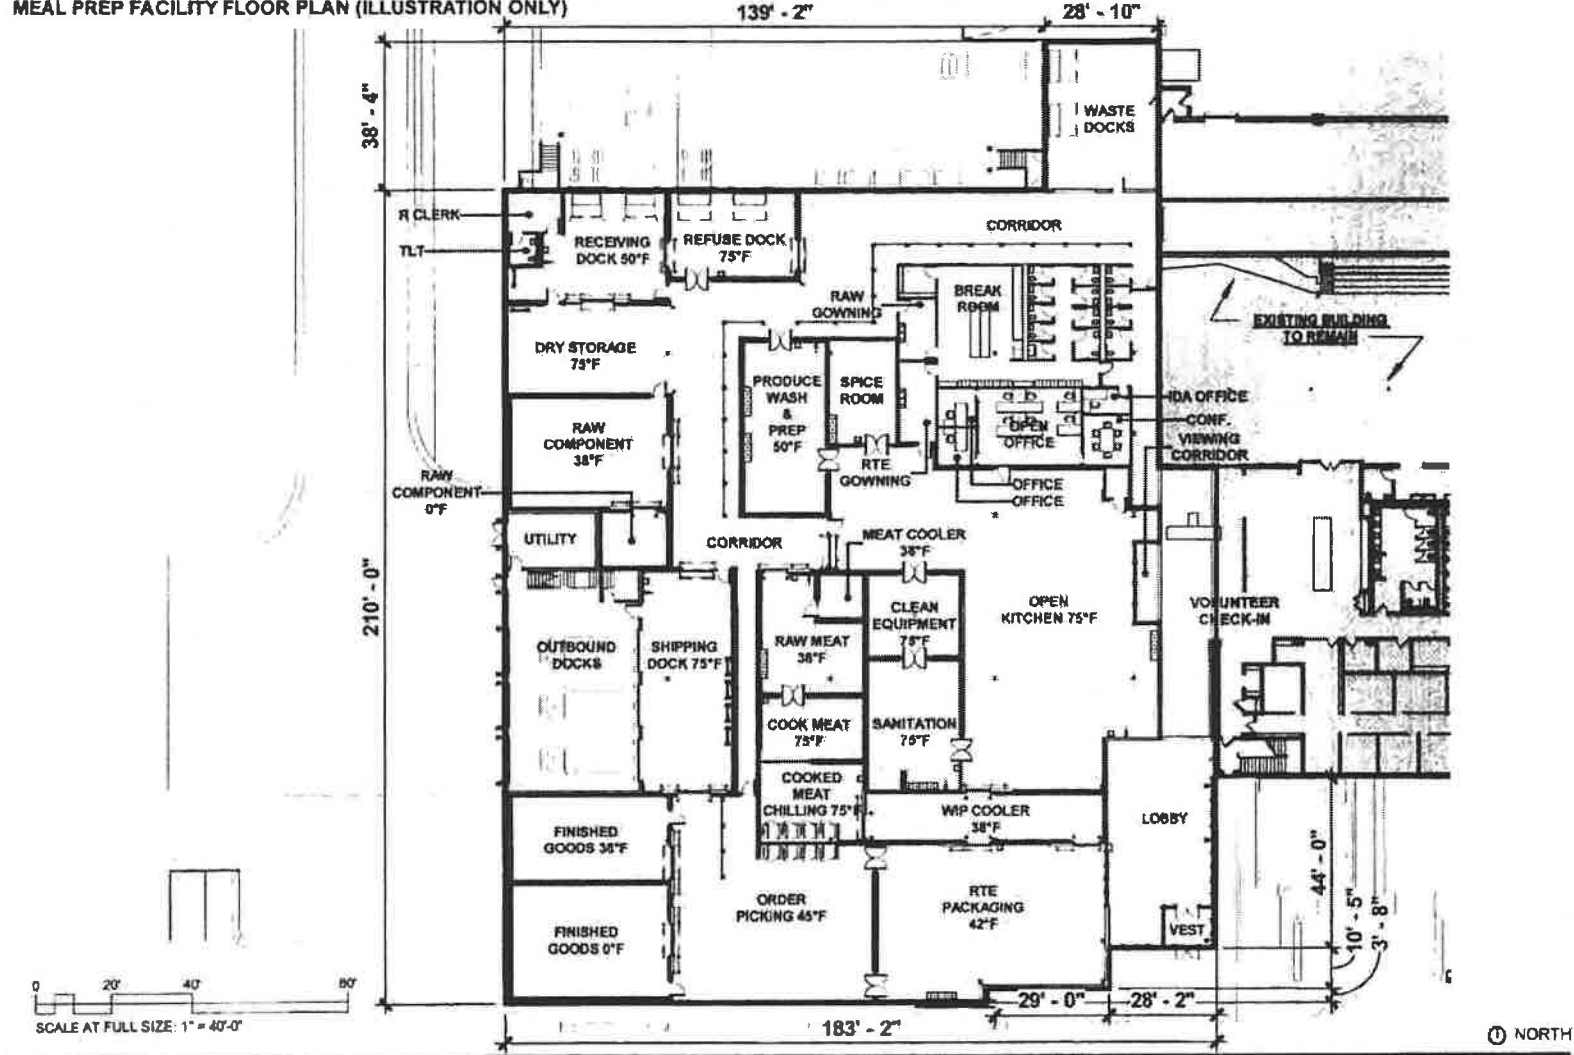 MEAL PREP FACILITY FLOOR PLAN (ILLUSTRATION ONLY)
139' - 2"
28' - 10"
38' - 4"
WASTE
DOCKS
R CLERK
TLT
RECEIVING
DOCK 50°F
REFUSE DOCK
75°F
CORRIDOR
RAW
GOWNING
BREAK
ROOM
EXISTING BUILDING
TO REMAIN
DRY STORAGE
75°F
PRODUCE
WASH
&
PREP
50°F
SPICE
ROOM
IDA OFFICE
CONF.
VIEWING
CORRIDOR
OPEN
OFFICE
RAW
COMPONENT
38°F
RTE
GOWNING
RAW
COMPONENT
0°F
OFFICE
OFFICE
UTILITY
CORRIDOR
MEAT COOLER
38°F
210' - 0"
CLEAN
EQUIPMENT
75°F
OPEN
KITCHEN 75°F
VOLUNTEER
CHECK-IN
OUTBOUND
DOCKS
SHIPPING
DOCK 75°F
RAW MEAT
38°F
COOK MEAT
75°F
SANITATION
75°F
COOKED
MEAT
CHILLING 75°F
WIP COOLER
38°F
LOBBY
FINISHED
GOODS 38°F
44' - 0"
ORDER
PICKING 45°F
RTE
PACKAGING
42°F
10' - 5"
3' - 8"
FINISHED
GOODS 0°F
VEST
0 20' 40' 80'
SCALE AT FULL SIZE: 1" = 40'-0"
29' - 0"
28' - 2"
183' - 2"
NORTH